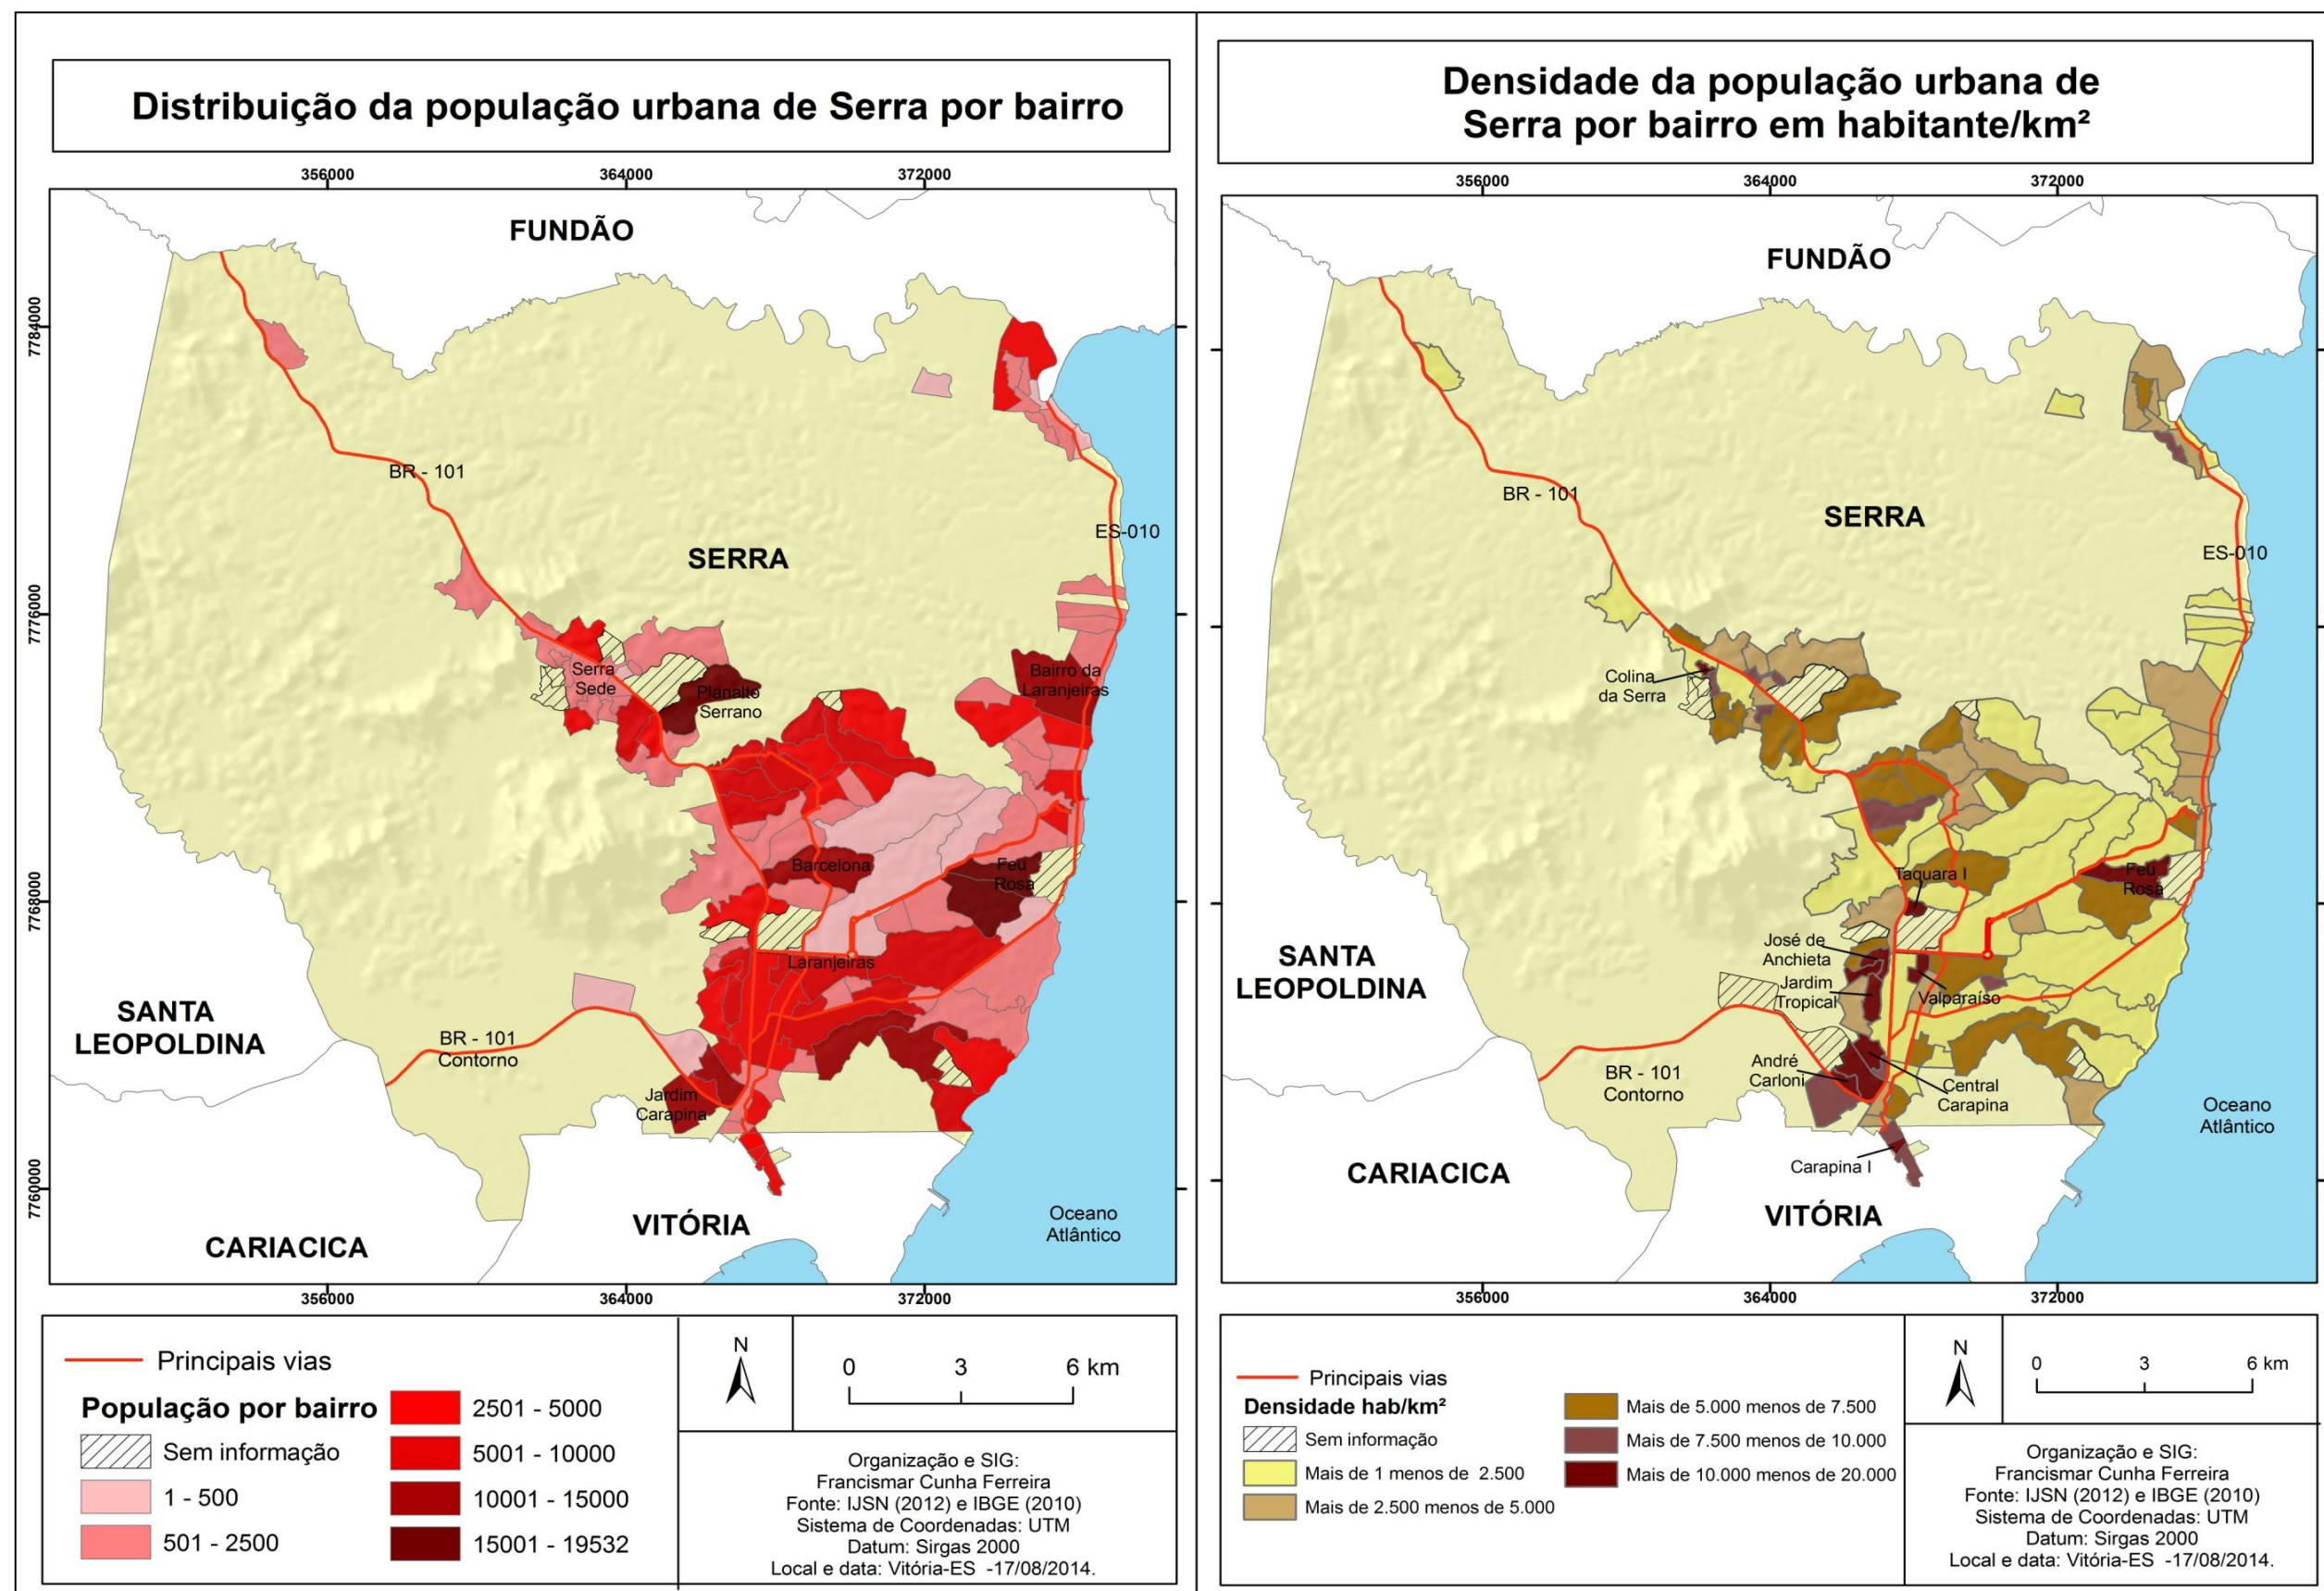 Distribuição da população urbana de Serra por bairro
356000
364000
372000
7784000
7776000
7768000
7760000
FUNDÃO
BR - 101
ES-010
SERRA
Serra
Sede
Planalto
Serrano
Bairro da
Laranjeiras
Barcelona
Feu
Rosa
Laranjeiras
SANTA
LEOPOLDINA
BR - 101
Contorno
Jardim
Carapina
VITÓRIA
CARIACICA
Oceano
Atlântico
356000
364000
372000
Principais vias
População por bairro
Sem informação
1 - 500
501 - 2500
2501 - 5000
5001 - 10000
10001 - 15000
15001 - 19532
N
0
3
6 km
Organização e SIG:
Francismar Cunha Ferreira
Fonte: IJSN (2012) e IBGE (2010)
Sistema de Coordenadas: UTM
Datum: Sirgas 2000
Local e data: Vitória-ES -17/08/2014.
Densidade da população urbana de
Serra por bairro em habitante/km²
356000
364000
372000
FUNDÃO
BR - 101
SERRA
ES-010
Colina
da Serra
Taquara I
Feu
Rosa
José de
Anchieta
Jardim
Tropical
Valparaíso
SANTA
LEOPOLDINA
BR - 101
Contorno
André
Carloni
Central
Carapina
Carapina I
Oceano
Atlântico
CARIACICA
VITÓRIA
356000
364000
372000
Principais vias
Densidade hab/km²
Sem informação
Mais de 1 menos de 2.500
Mais de 2.500 menos de 5.000
Mais de 5.000 menos de 7.500
Mais de 7.500 menos de 10.000
Mais de 10.000 menos de 20.000
N
0
3
6 km
Organização e SIG:
Francismar Cunha Ferreira
Fonte: IJSN (2012) e IBGE (2010)
Sistema de Coordenadas: UTM
Datum: Sirgas 2000
Local e data: Vitória-ES -17/08/2014.